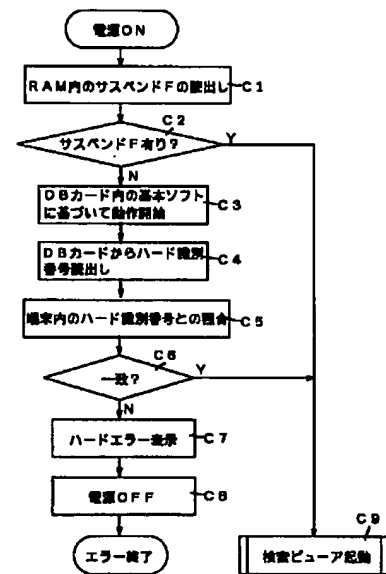 電源ON
RAM内のサスペンドFの読出し
C1
C2
サスペンドF有り?
Y
N
DBカード内の基本ソフト
に基づいて動作開始
C3
DBカードからハード識別
番号読出し
C4
端末内のハード識別番号との照合
C5
C6
一致?
Y
N
ハードエラー表示
C7
電源OFF
C8
エラー終了
C9
検索ビューア起動